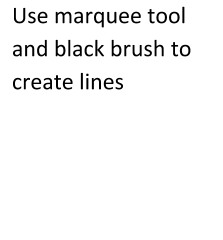 Use marquee tool
and black brush to
create lines